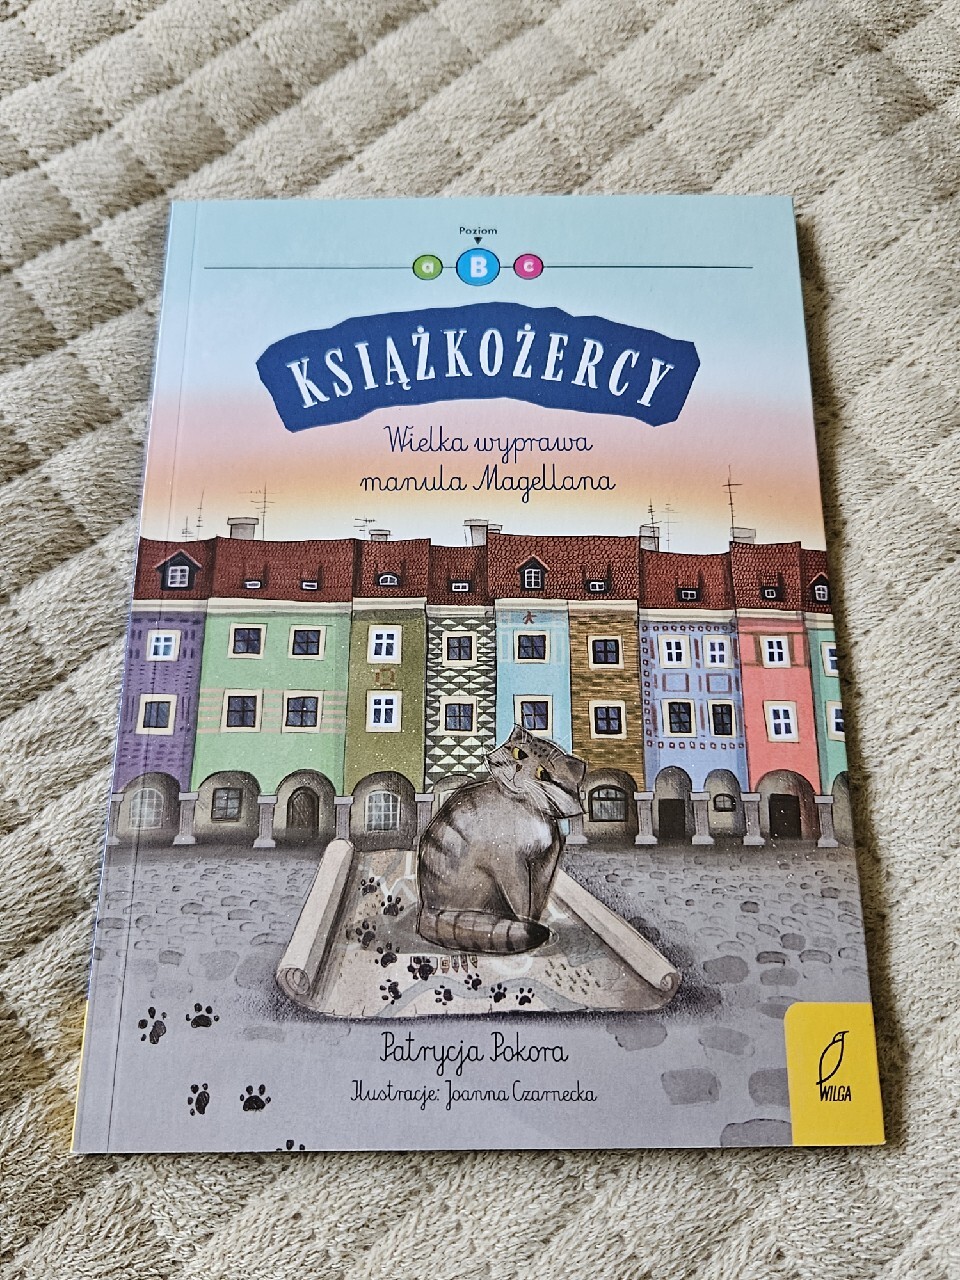 Poziom
a B c
KSIĄŻKOŻERCY
Wielka wyprawa
manula Magellana
Patrycja Pokora
Ilustracje: Joanna Czarnecka
WILGA